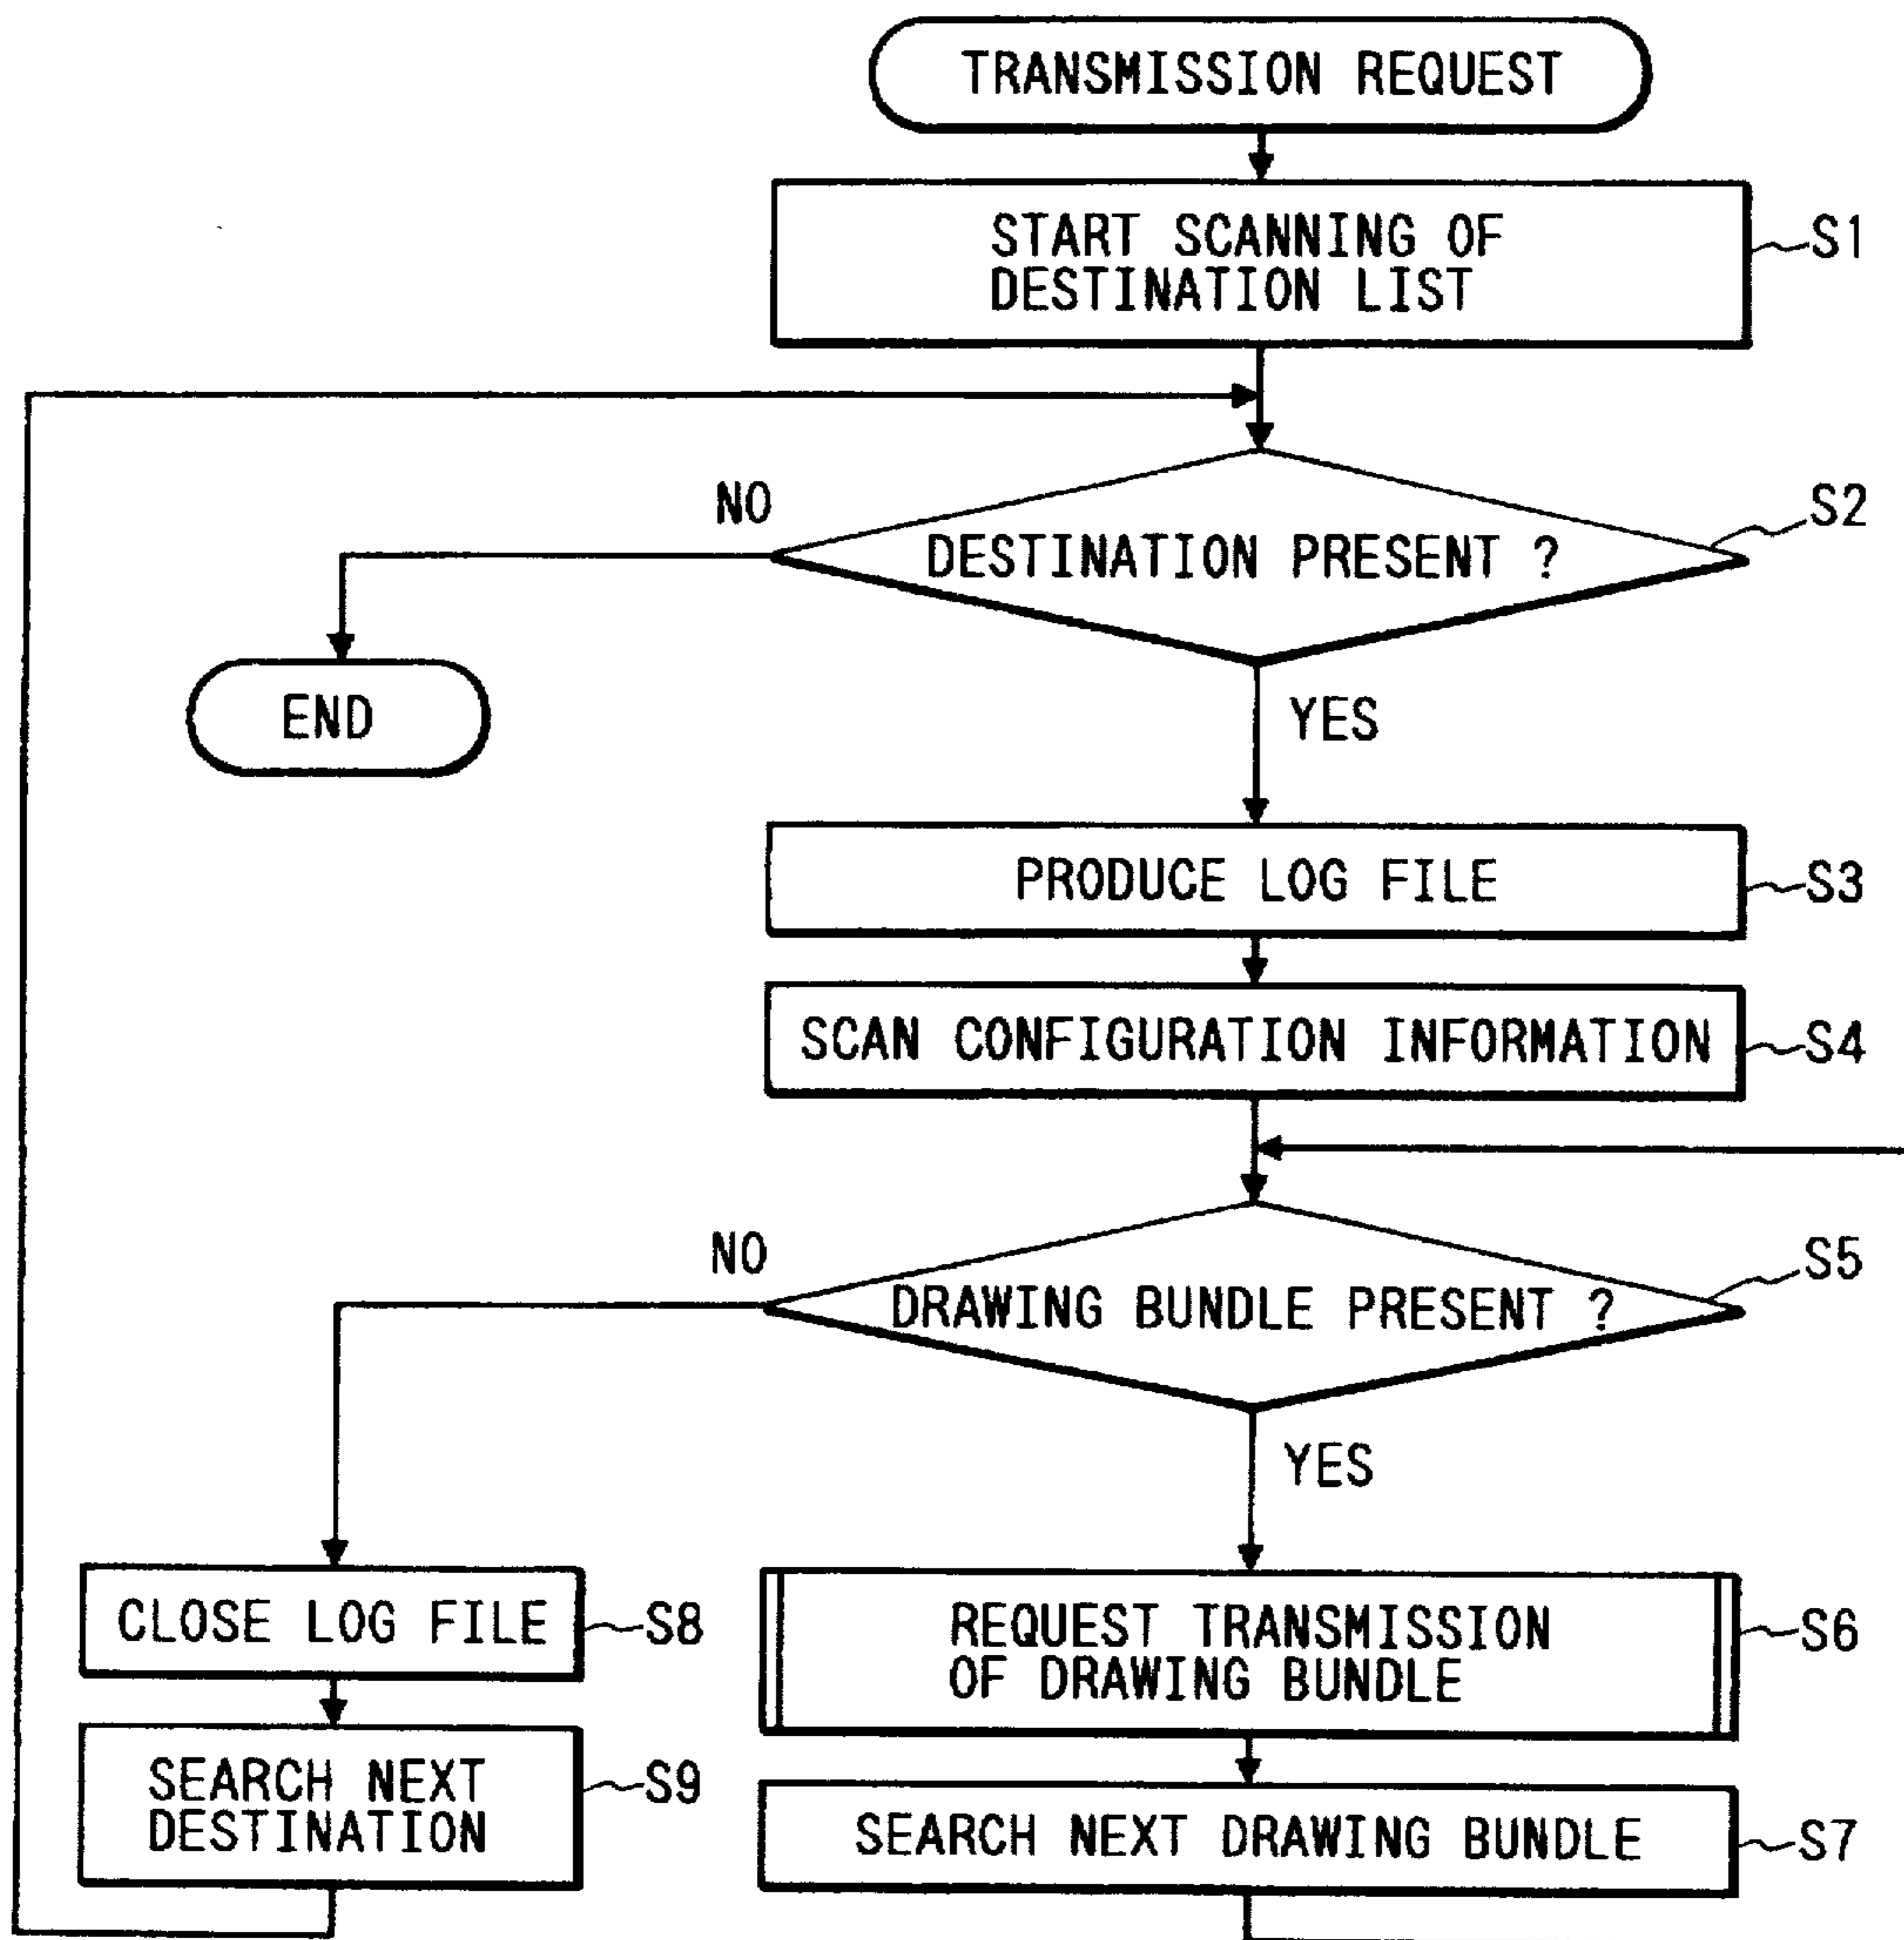 TRANSMISSION REQUEST
START SCANNING OF
DESTINATION LIST
S1
NO
DESTINATION PRESENT ?
S2
END
YES
PRODUCE LOG FILE
S3
SCAN CONFIGURATION INFORMATION
S4
NO
DRAWING BUNDLE PRESENT ?
S5
YES
CLOSE LOG FILE
S8
REQUEST TRANSMISSION
OF DRAWING BUNDLE
S6
SEARCH NEXT
DESTINATION
S9
SEARCH NEXT DRAWING BUNDLE
S7